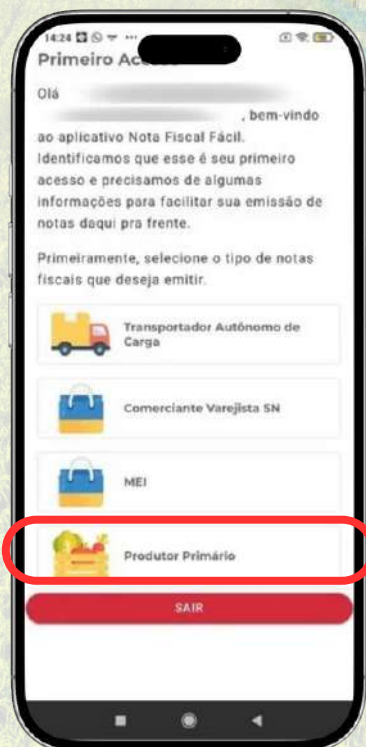 14:24
Primeiro
Olá
, bem-vindo
ao aplicativo Nota Fiscal Fácil.
Identificamos que esse é seu primeiro
acesso e precisamos de algumas
informações para facilitar sua emissão de
notas daqui pra frente.
Primeiramente, selecione o tipo de notas
fiscais que deseja emitir.
Transportador Autônomo de
Carga
Comerciante Varejista SN
MEI
Produtor Primário
SAIR